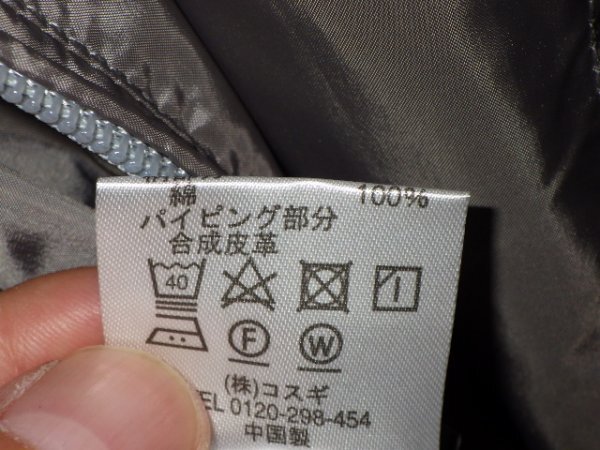 綿 100%
パイピング部分
合成皮革
40
F W
(株)コスギ
TEL 0120-298-454
中国製